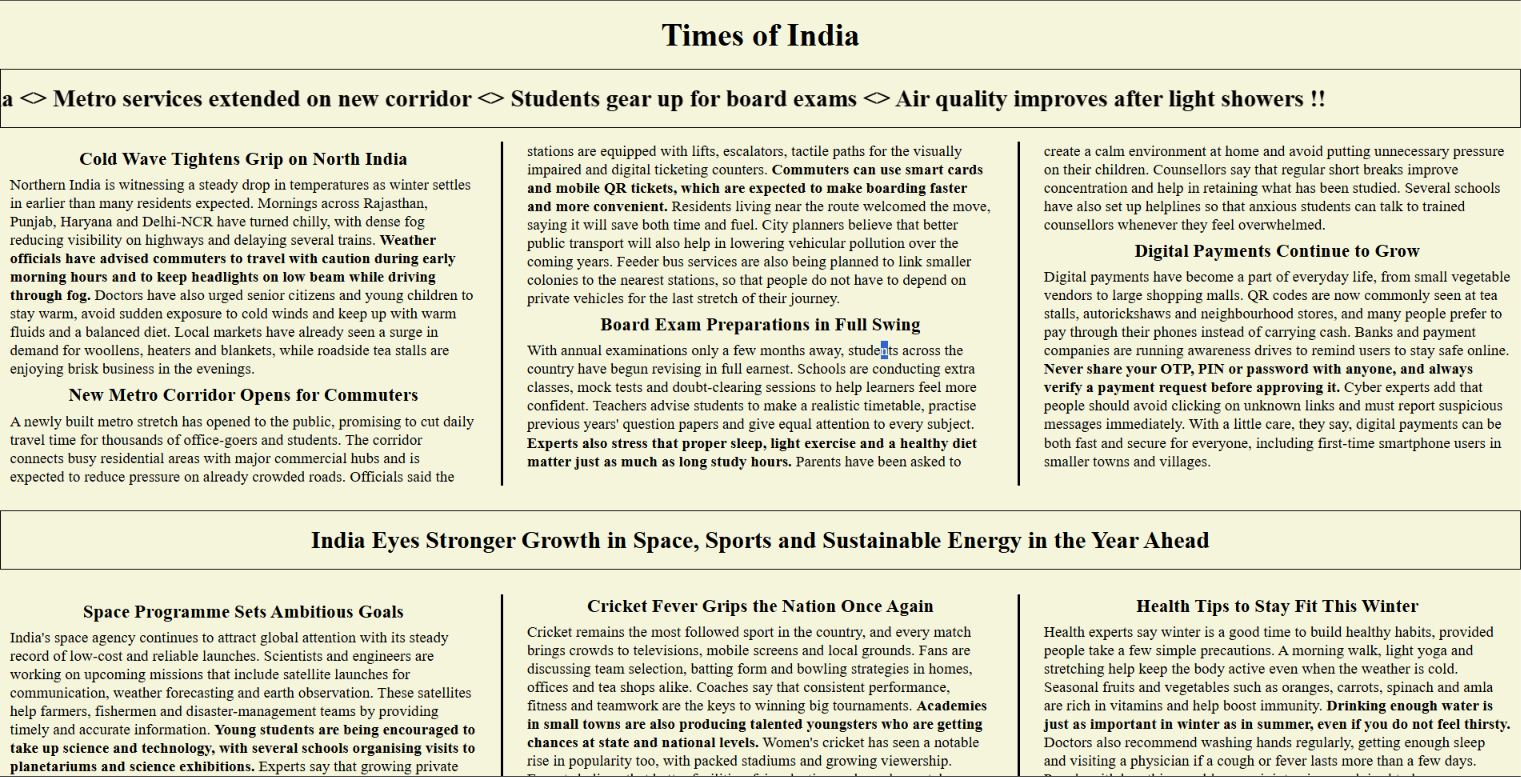 Times of India
a <> Metro services extended on new corridor <> Students gear up for board exams <> Air quality improves after light showers !!
Cold Wave Tightens Grip on North India
Northern India is witnessing a steady drop in temperatures as winter settles
in earlier than many residents expected. Mornings across Rajasthan,
Punjab, Haryana and Delhi-NCR have turned chilly, with dense fog
reducing visibility on highways and delaying several trains. Weather
officials have advised commuters to travel with caution during early
morning hours and to keep headlights on low beam while driving
through fog. Doctors have also urged senior citizens and young children to
stay warm, avoid sudden exposure to cold winds and keep up with warm
fluids and a balanced diet. Local markets have already seen a surge in
demand for woollens, heaters and blankets, while roadside tea stalls are
enjoying brisk business in the evenings.
New Metro Corridor Opens for Commuters
A newly built metro stretch has opened to the public, promising to cut daily
travel time for thousands of office-goers and students. The corridor
connects busy residential areas with major commercial hubs and is
expected to reduce pressure on already crowded roads. Officials said the
stations are equipped with lifts, escalators, tactile paths for the visually
impaired and digital ticketing counters. Commuters can use smart cards
and mobile QR tickets, which are expected to make boarding faster
and more convenient. Residents living near the route welcomed the move,
saying it will save both time and fuel. City planners believe that better
public transport will also help in lowering vehicular pollution over the
coming years. Feeder bus services are also being planned to link smaller
colonies to the nearest stations, so that people do not have to depend on
private vehicles for the last stretch of their journey.
Board Exam Preparations in Full Swing
With annual examinations only a few months away, students across the
country have begun revising in full earnest. Schools are conducting extra
classes, mock tests and doubt-clearing sessions to help learners feel more
confident. Teachers advise students to make a realistic timetable, practise
previous years' question papers and give equal attention to every subject.
Experts also stress that proper sleep, light exercise and a healthy diet
matter just as much as long study hours. Parents have been asked to
create a calm environment at home and avoid putting unnecessary pressure
on their children. Counsellors say that regular short breaks improve
concentration and help in retaining what has been studied. Several schools
have also set up helplines so that anxious students can talk to trained
counsellors whenever they feel overwhelmed.
Digital Payments Continue to Grow
Digital payments have become a part of everyday life, from small vegetable
vendors to large shopping malls. QR codes are now commonly seen at tea
stalls, autorickshaws and neighbourhood stores, and many people prefer to
pay through their phones instead of carrying cash. Banks and payment
companies are running awareness drives to remind users to stay safe online.
Never share your OTP, PIN or password with anyone, and always
verify a payment request before approving it. Cyber experts add that
people should avoid clicking on unknown links and must report suspicious
messages immediately. With a little care, they say, digital payments can be
both fast and secure for everyone, including first-time smartphone users in
smaller towns and villages.
India Eyes Stronger Growth in Space, Sports and Sustainable Energy in the Year Ahead
Space Programme Sets Ambitious Goals
India's space agency continues to attract global attention with its steady
record of low-cost and reliable launches. Scientists and engineers are
working on upcoming missions that include satellite launches for
communication, weather forecasting and earth observation. These satellites
help farmers, fishermen and disaster-management teams by providing
timely and accurate information. Young students are being encouraged to
take up science and technology, with several schools organising visits to
planetariums and science exhibitions. Experts say that growing private
Cricket Fever Grips the Nation Once Again
Cricket remains the most followed sport in the country, and every match
brings crowds to televisions, mobile screens and local grounds. Fans are
discussing team selection, batting form and bowling strategies in homes,
offices and tea shops alike. Coaches say that consistent performance,
fitness and teamwork are the keys to winning big tournaments. Academies
in small towns are also producing talented youngsters who are getting
chances at state and national levels. Women's cricket has seen a notable
rise in popularity too, with packed stadiums and growing viewership.
Health Tips to Stay Fit This Winter
Health experts say winter is a good time to build healthy habits, provided
people take a few simple precautions. A morning walk, light yoga and
stretching help keep the body active even when the weather is cold.
Seasonal fruits and vegetables such as oranges, carrots, spinach and amla
are rich in vitamins and help boost immunity. Drinking enough water is
just as important in winter as in summer, even if you do not feel thirsty.
Doctors also recommend washing hands regularly, getting enough sleep
and visiting a physician if a cough or fever lasts more than a few days.